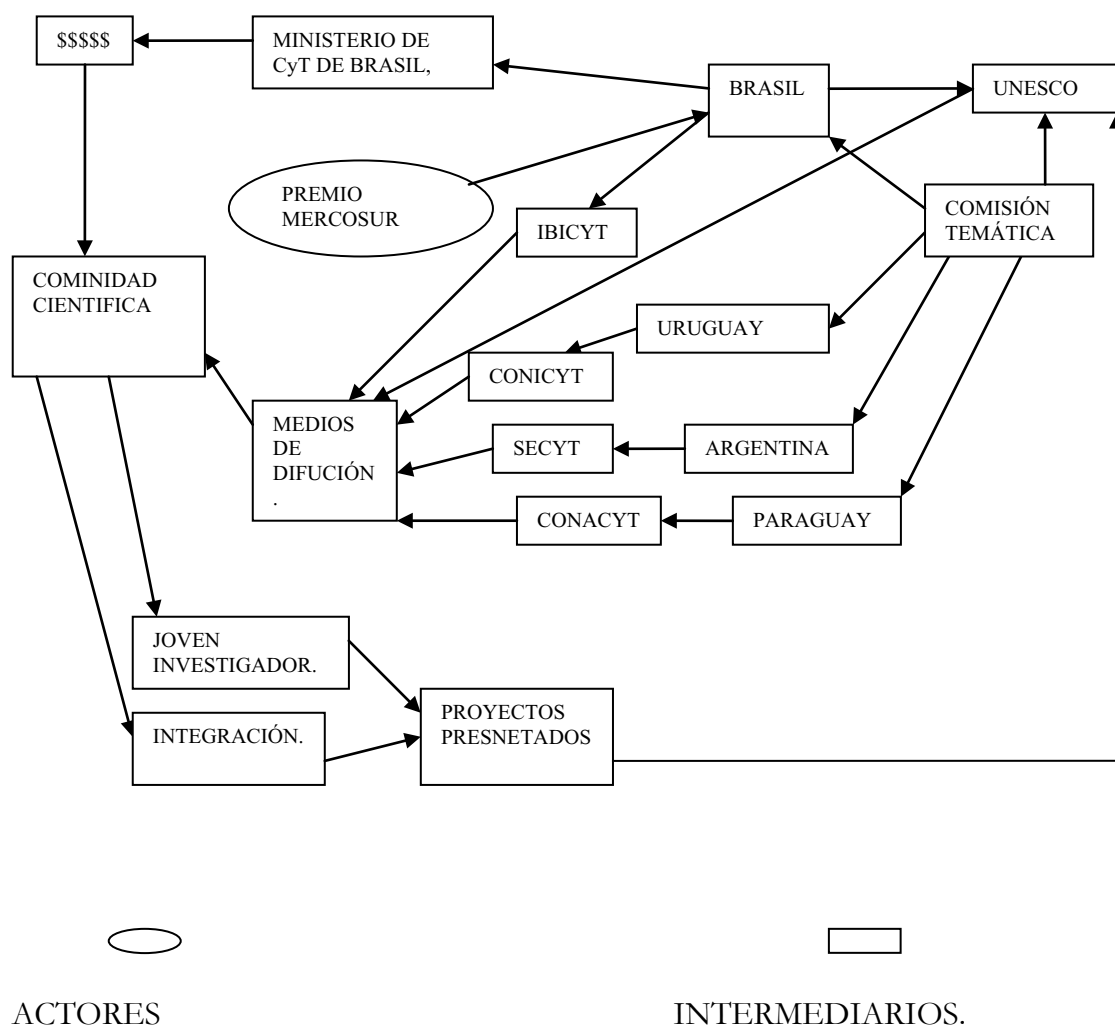 $$$$$
MINISTERIO DE
CyT DE BRASIL,
BRASIL
UNESCO
PREMIO
MERCOSUR
IBICYT
COMISIÓN
TEMÁTICA
COMINIDAD
CIENTIFICA
URUGUAY
CONICYT
MEDIOS
DE
DIFUCIÓN
.
SECYT
ARGENTINA
CONACYT
PARAGUAY
JOVEN
INVESTIGADOR.
INTEGRACIÓN.
PROYECTOS
PRESNETADOS
ACTORES
INTERMEDIARIOS.